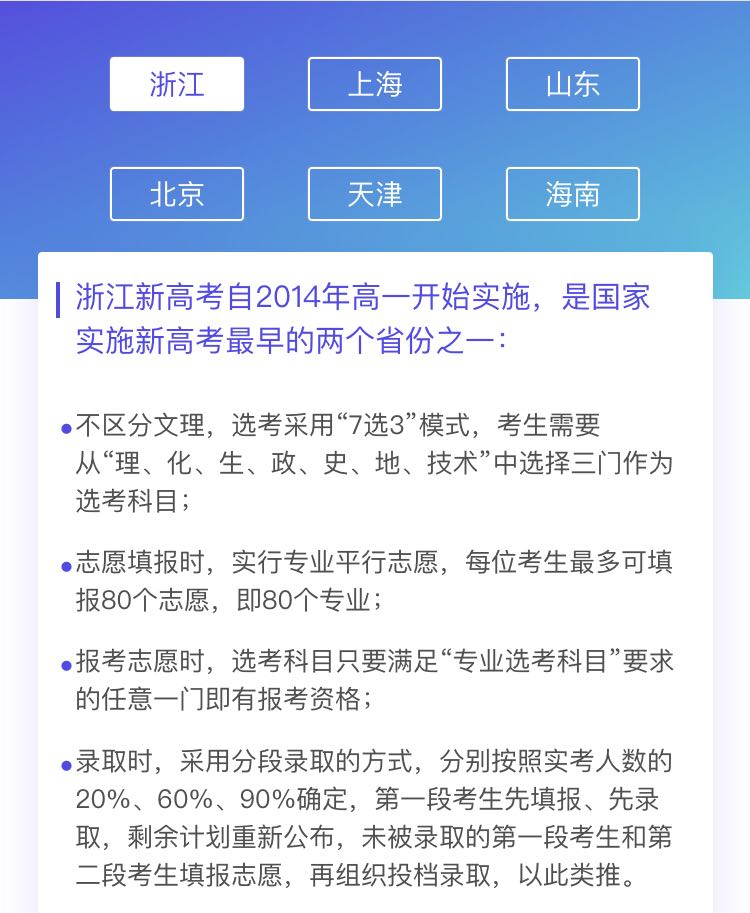 浙江
上海
山东
北京
天津
海南
浙江新高考自2014年高一开始实施，是国家
实施新高考最早的两个省份之一：
●不区分文理，选考采用“7选3”模式，考生需要
从“理、化、生、政、史、地、技术”中选择三门作为
选考科目；
●志愿填报时，实行专业平行志愿，每位考生最多可填
报80个志愿，即80个专业；
●报考志愿时，选考科目只要满足“专业选考科目”要求
的任意一门即有报考资格；
●录取时，采用分段录取的方式，分别按照实考人数的
20%、60%、90%确定，第一段考生先填报、先录
取，剩余计划重新公布，未被录取的第一段考生和第
二段考生填报志愿，再组织投档录取，以此类推。